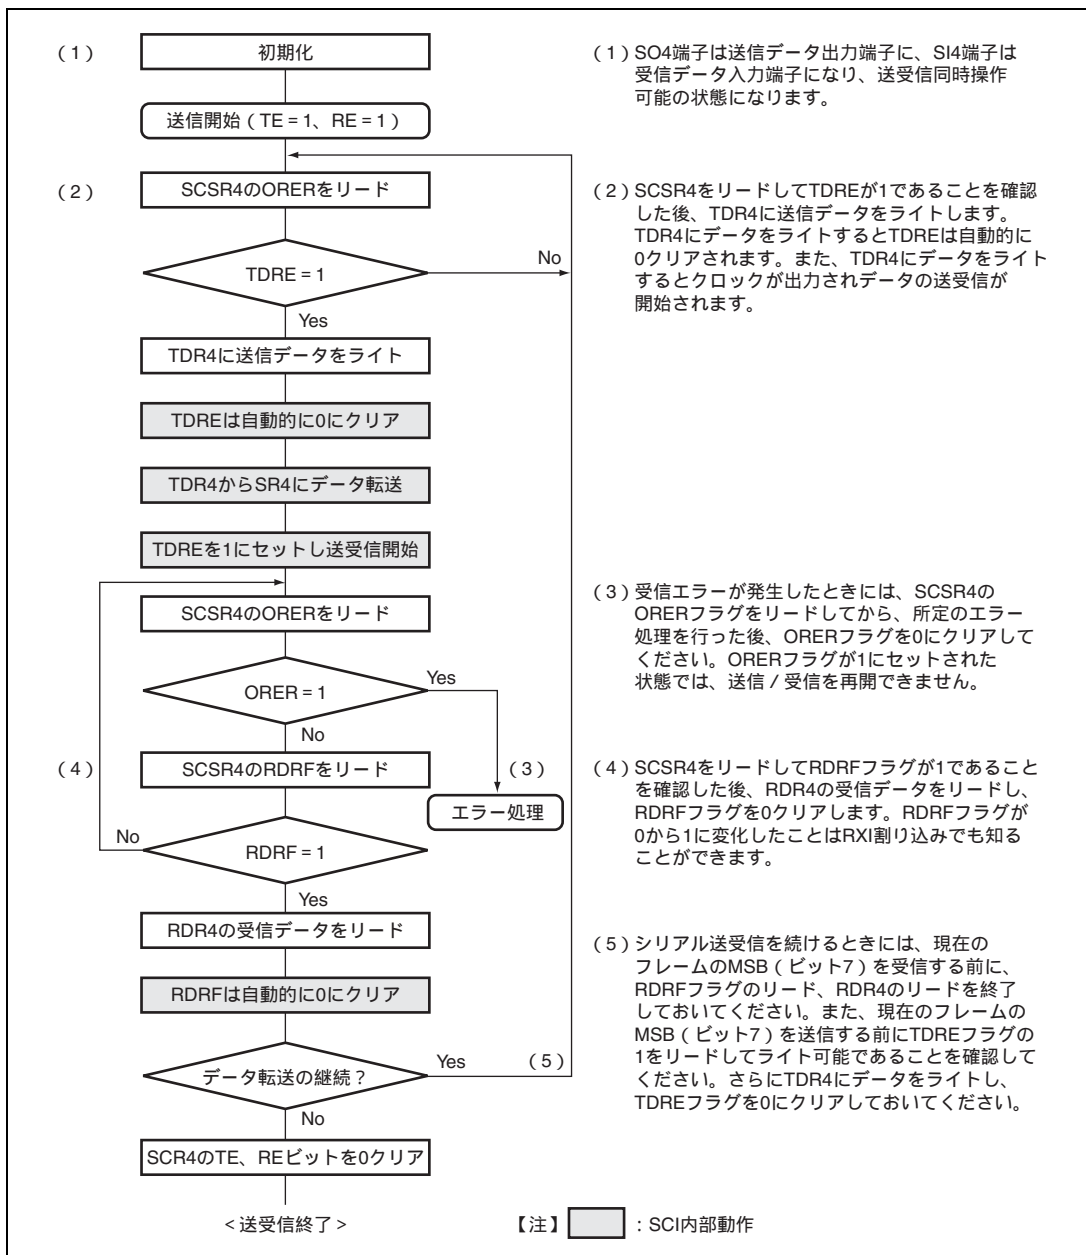 (1)
初期化
送信開始(TE = 1、RE = 1)
(2)
SCSR4のORERをリード
TDRE = 1
No
Yes
TDR4に送信データをライト
TDREは自動的に0にクリア
TDR4からSR4にデータ転送
TDREを1にセットし送受信開始
SCSR4のORERをリード
ORER = 1
Yes
No
(4)
SCSR4のRDRFをリード
(3)
エラー処理
No
RDRF = 1
Yes
RDR4の受信データをリード
RDRFは自動的に0にクリア
データ転送の継続?
Yes
(5)
No
SCR4のTE、REビットを0クリア
<送受信終了>
【注】 :SCI内部動作
(1)SO4端子は送信データ出力端子に、SI4端子は
受信データ入力端子になり、送受信同時操作
可能の状態になります。
(2)SCSR4をリードしてTDREが1であることを確認
した後、TDR4に送信データをライトします。
TDR4にデータをライトするとTDREは自動的に
0クリアされます。また、TDR4にデータをライト
するとクロックが出力されデータの送受信が
開始されます。
(3)受信エラーが発生したときには、SCSR4の
ORERフラグをリードしてから、所定のエラー
処理を行った後、ORERフラグを0にクリアして
ください。ORERフラグが1にセットされた
状態では、送信/受信を再開できません。
(4)SCSR4をリードしてRDRFフラグが1であること
を確認した後、RDR4の受信データをリードし、
RDRFフラグを0クリアします。RDRFフラグが
0から1に変化したことはRXI割り込みでも知る
ことができます。
(5)シリアル送受信を続けるときには、現在の
フレームのMSB(ビット7)を受信する前に、
RDRFフラグのリード、RDR4のリードを終了
しておいてください。また、現在のフレームの
MSB(ビット7)を送信する前にTDREフラグの
1をリードしてライト可能であることを確認して
ください。さらにTDR4にデータをライトし、
TDREフラグを0にクリアしておいてください。